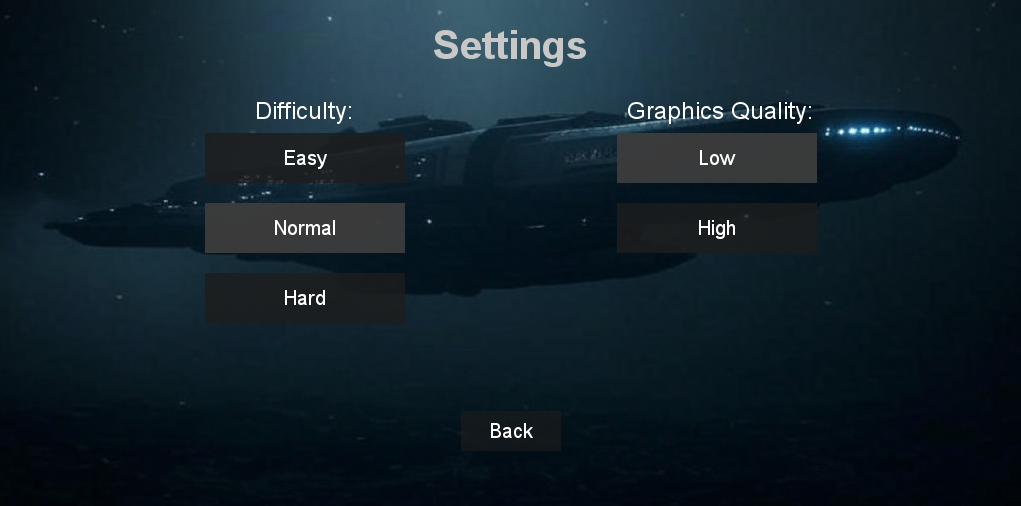 Settings
Difficulty:
Easy
Normal
Hard
Graphics Quality:
Low
High
Back